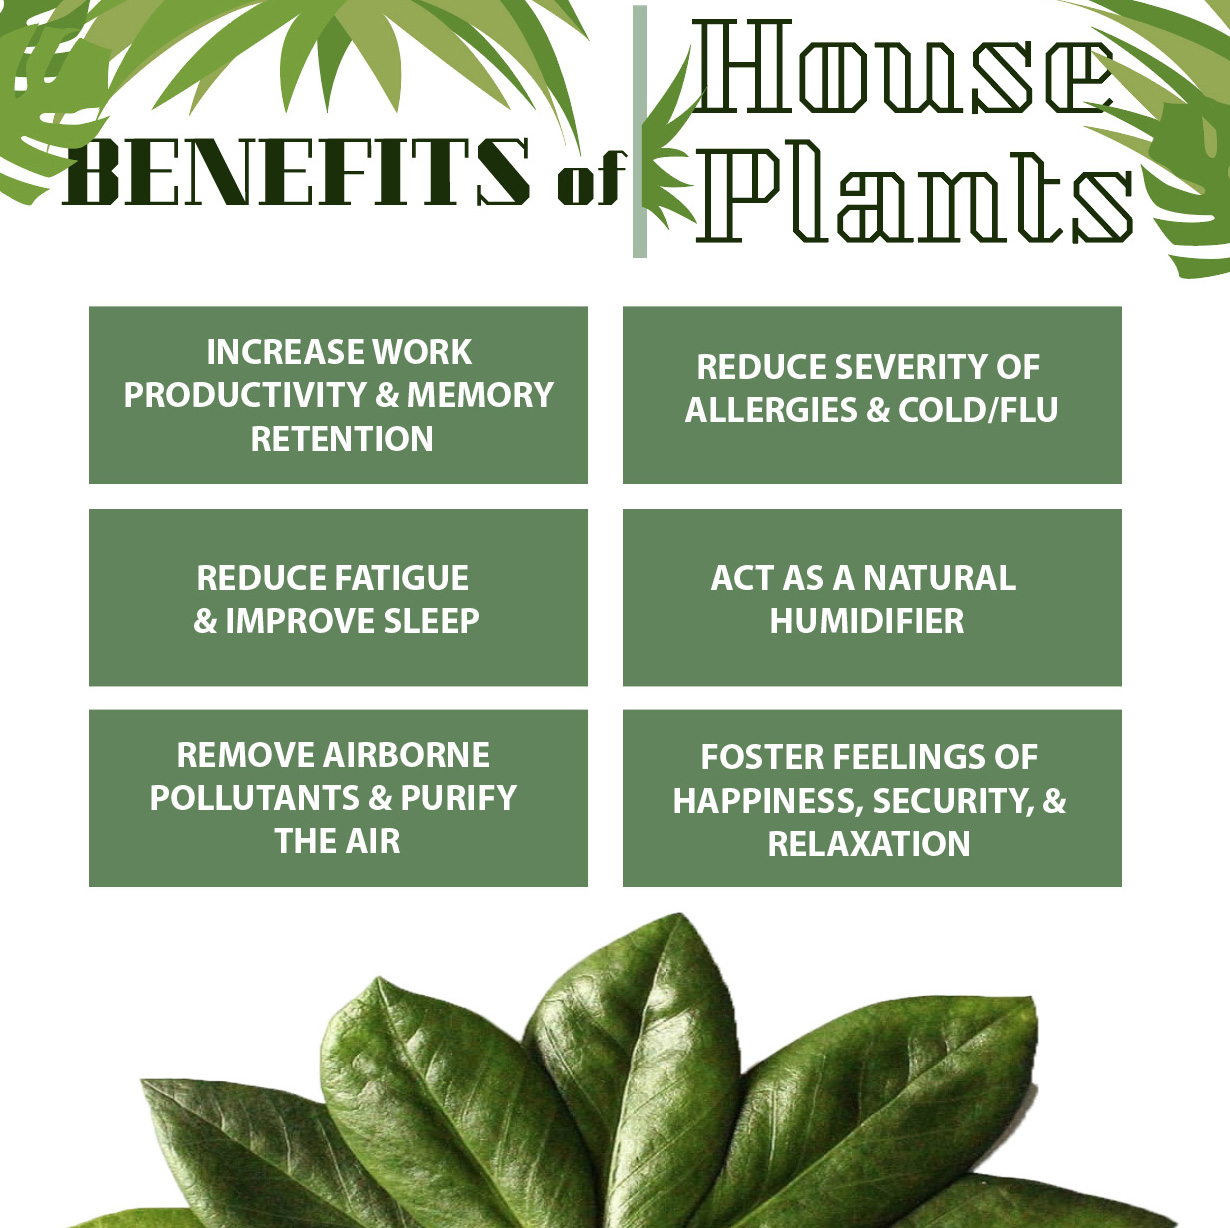 BENEFITS of
House
Plants
INCREASE WORK
PRODUCTIVITY & MEMORY
RETENTION
REDUCE SEVERITY OF
ALLERGIES & COLD/FLU
REDUCE FATIGUE
& IMPROVE SLEEP
ACT AS A NATURAL
HUMIDIFIER
REMOVE AIRBORNE
POLLUTANTS & PURIFY
THE AIR
FOSTER FEELINGS OF
HAPPINESS, SECURITY, &
RELAXATION